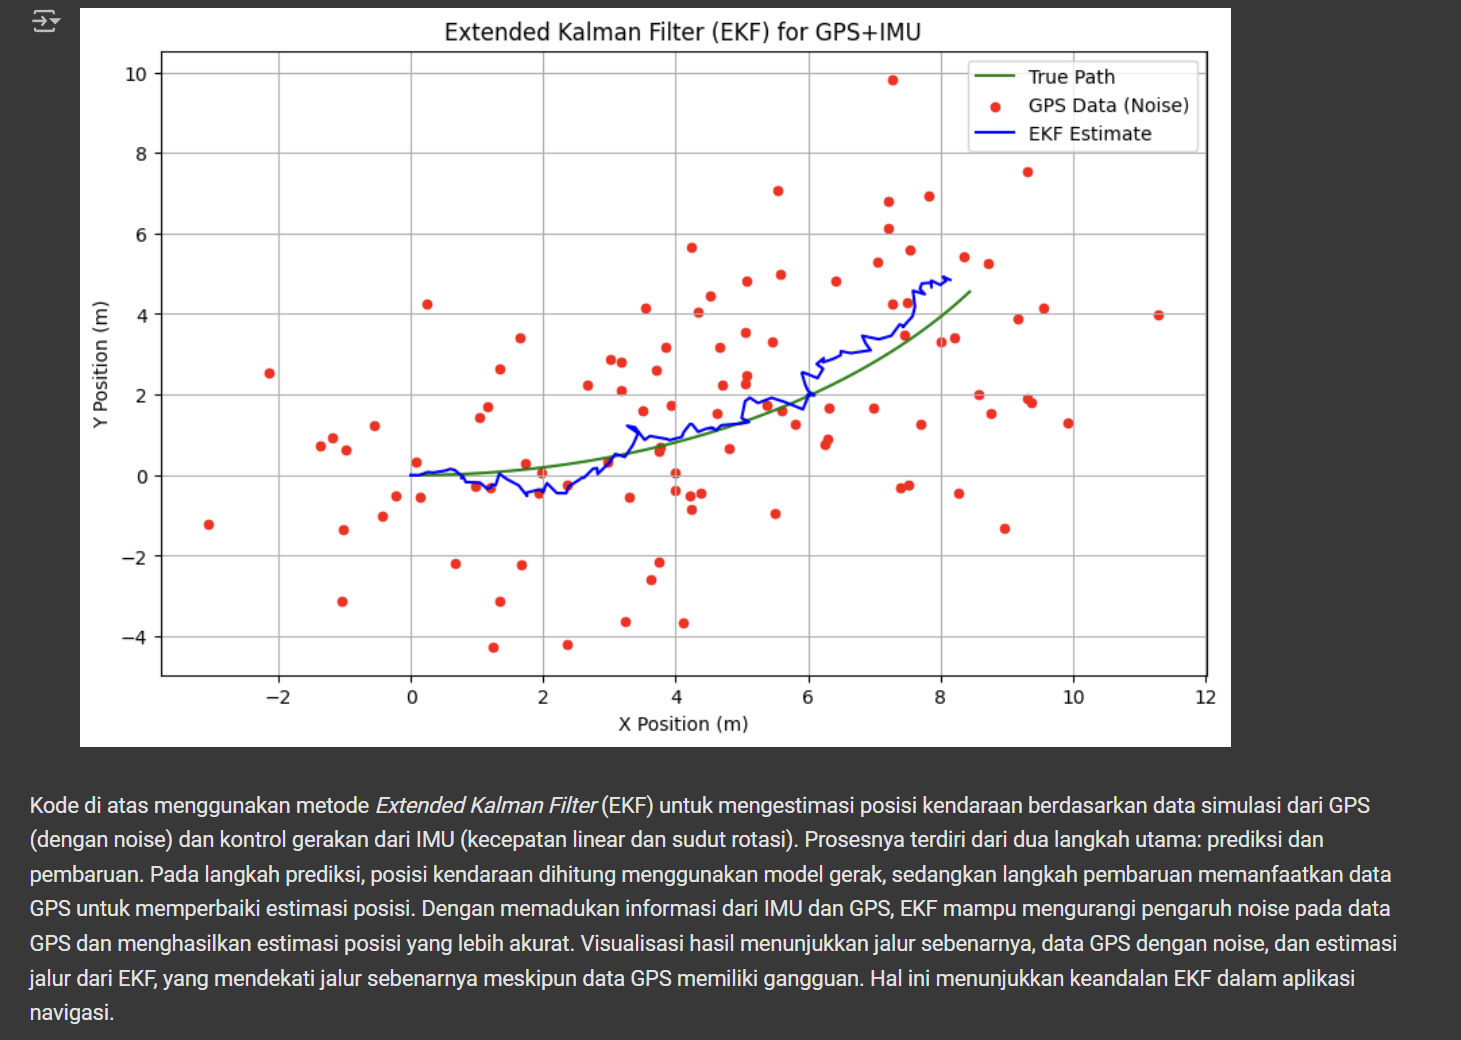 Extended Kalman Filter (EKF) for GPS+IMU
True Path
GPS Data (Noise)
EKF Estimate
10
8
6
4
2
0
−2
−4
Y Position (m)
−2
0
2
4
6
8
10
12
X Position (m)
Kode di atas menggunakan metode Extended Kalman Filter (EKF) untuk mengestimasi posisi kendaraan berdasarkan data simulasi dari GPS
(dengan noise) dan kontrol gerakan dari IMU (kecepatan linear dan sudut rotasi). Prosesnya terdiri dari dua langkah utama: prediksi dan
pembaruan. Pada langkah prediksi, posisi kendaraan dihitung menggunakan model gerak, sedangkan langkah pembaruan memanfaatkan data
GPS untuk memperbaiki estimasi posisi. Dengan memadukan informasi dari IMU dan GPS, EKF mampu mengurangi pengaruh noise pada data
GPS dan menghasilkan estimasi posisi yang lebih akurat. Visualisasi hasil menunjukkan jalur sebenarnya, data GPS dengan noise, dan estimasi
jalur dari EKF, yang mendekati jalur sebenarnya meskipun data GPS memiliki gangguan. Hal ini menunjukkan keandalan EKF dalam aplikasi
navigasi.